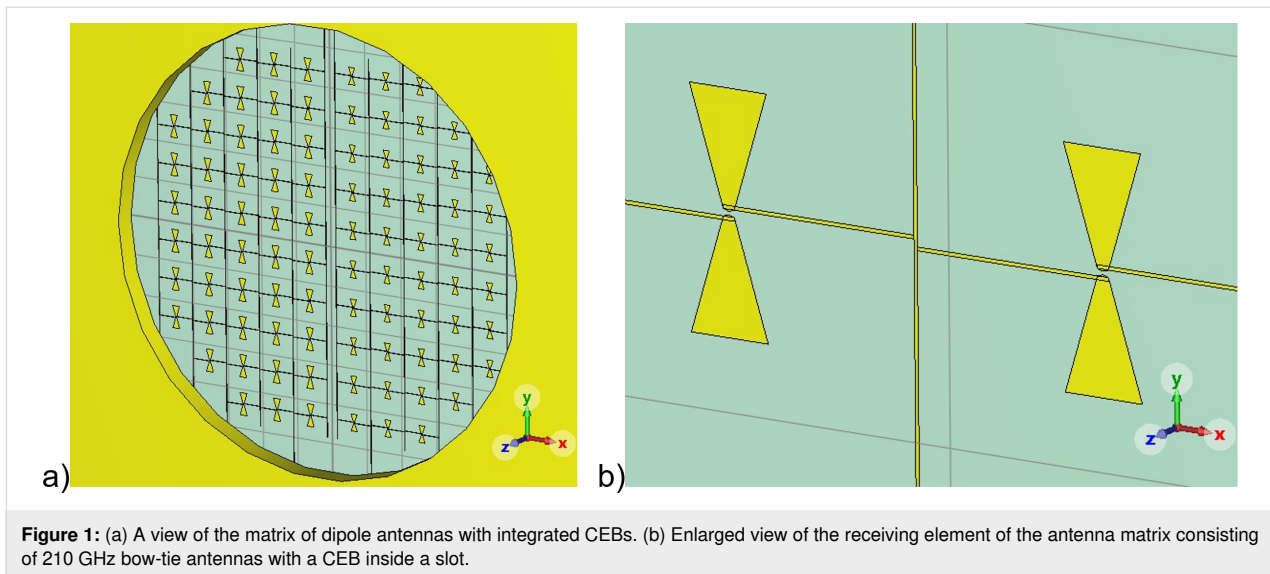 y
z
x
a)
y
z
x
b)
Figure 1: (a) A view of the matrix of dipole antennas with integrated CEBs. (b) Enlarged view of the receiving element of the antenna matrix consisting
of 210 GHz bow-tie antennas with a CEB inside a slot.